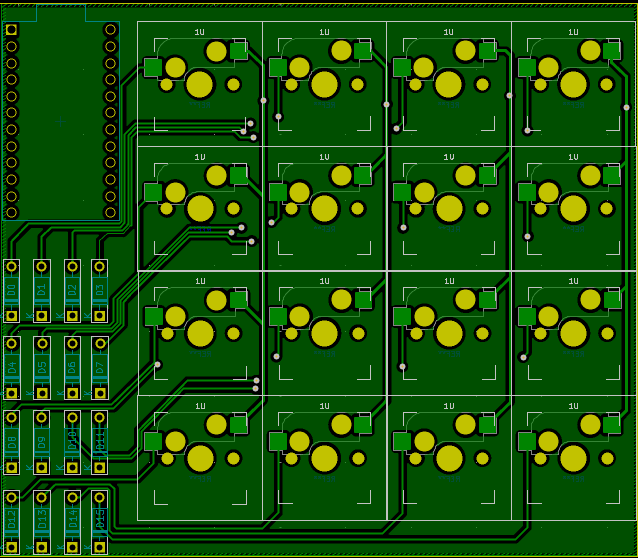 1U 1U 1U 1U
1U 1U 1U 1U
D0 D1 D2 D3
1U 1U 1U 1U
K K K
D4 D5 D6 D7
K K K
1U 1U 1U 1U
D8 D9 D10 D11
K K K
D12 D13 D14 D15
K K K